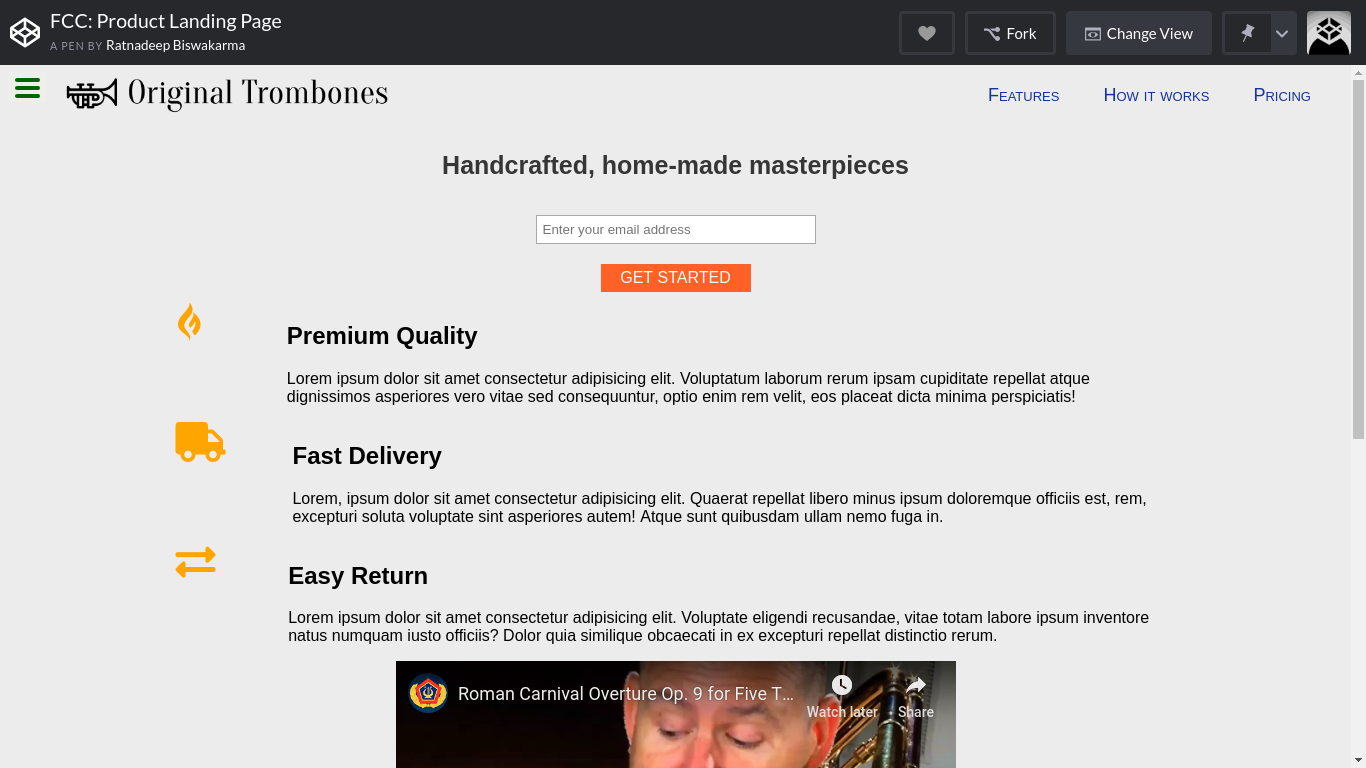 FCC: Product Landing Page
A PEN BY Ratnadeep Biswakarma
Fork
Change View
Original Trombones
Features
How it works
Pricing
Handcrafted, home-made masterpieces
Enter your email address
GET STARTED
Premium Quality
Lorem ipsum dolor sit amet consectetur adipisicing elit. Voluptatum laborum rerum ipsam cupiditate repellat atque
dignissimos asperiores vero vitae sed consequuntur, optio enim rem velit, eos placeat dicta minima perspiciatis!
Fast Delivery
Lorem, ipsum dolor sit amet consectetur adipisicing elit. Quaerat repellat libero minus ipsum doloremque officiis est, rem,
excepturi soluta voluptate sint asperiores autem! Atque sunt quibusdam ullam nemo fuga in.
Easy Return
Lorem ipsum dolor sit amet consectetur adipisicing elit. Voluptate eligendi recusandae, vitae totam labore ipsum inventore
natus numquam iusto officiis? Dolor quia similique obcaecati in ex excepturi repellat distinctio rerum.
Roman Carnival Overture Op. 9 for Five T...
Watch later
Share